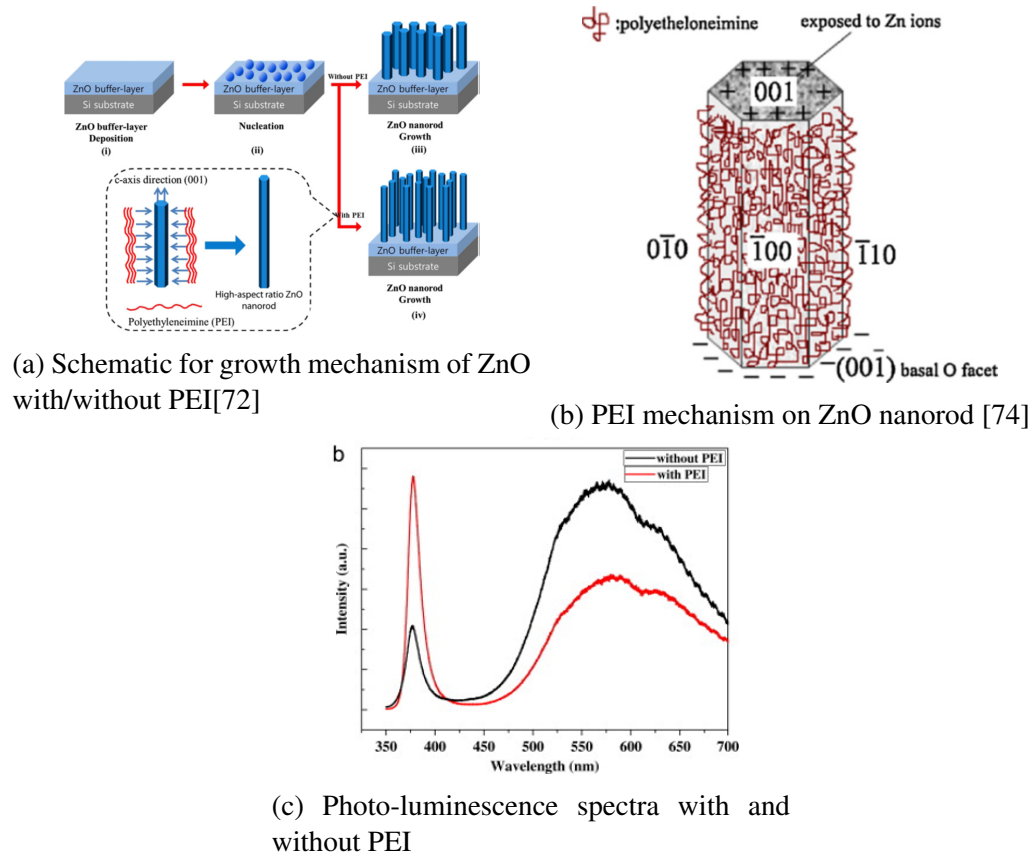 ZnO buffer-layer
Si substrate
ZnO buffer-layer
Deposition
(i)
ZnO buffer-layer
Si substrate
Nucleation
(ii)
Without PEI
ZnO buffer-layer
Si substrate
ZnO nanorod
Growth
(iii)
c-axis direction (001)
High-aspect ratio ZnO
nanorod
Polyethyleneimine (PEI)
With PEI
ZnO buffer-layer
Si substrate
ZnO nanorod
Growth
(iv)
(a) Schematic for growth mechanism of ZnO
with/without PEI[72]
:polyetheloneimine
exposed to Zn ions
+ + + +
+ +
001
+ +
+ + +
01̅0
1̅00
1̅10
(001̅) basal O facet
(b) PEI mechanism on ZnO nanorod [74]
b
without PEI
with PEI
Intensity (a.u.)
350 400 450 500 550 600 650 700
Wavelength (nm)
(c) Photo-luminescence spectra with and
without PEI